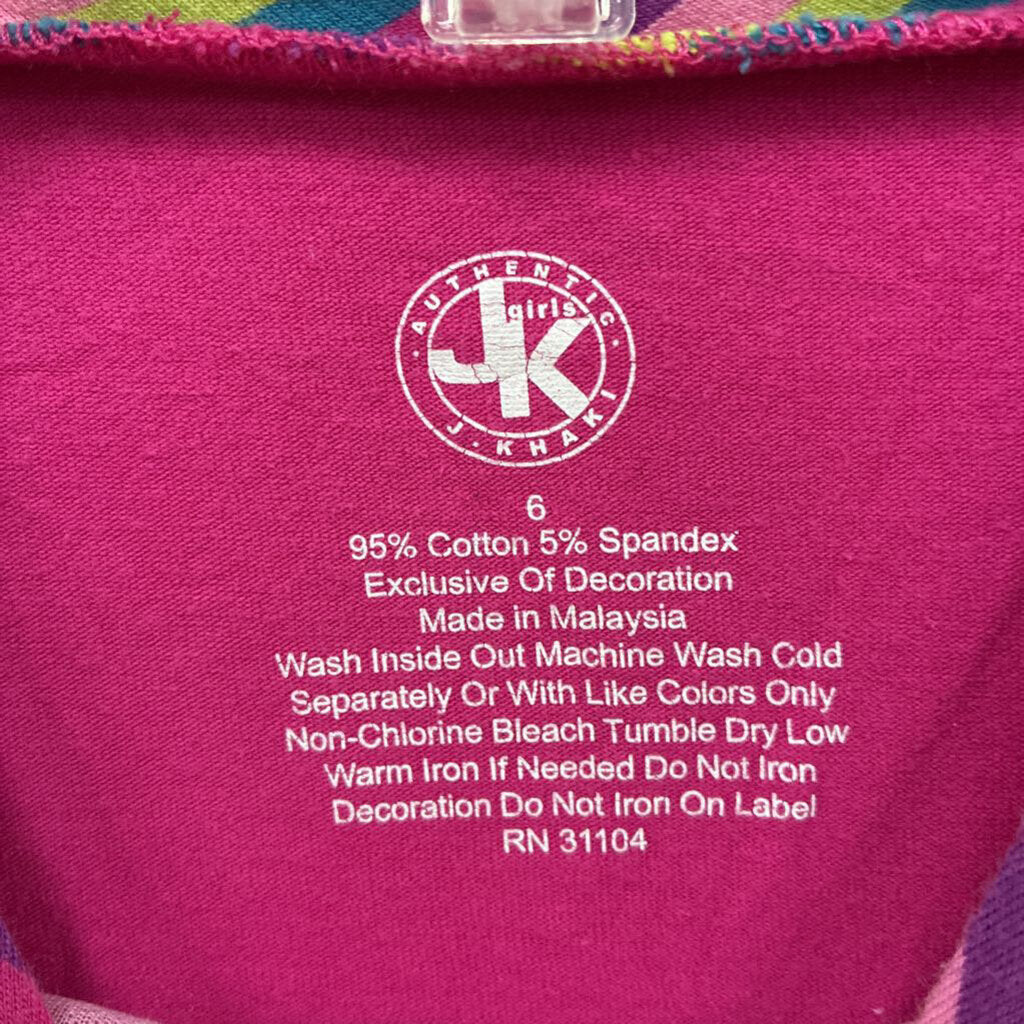 · AUTHENTIC ·
girls
JK
J·KHAKI
6
95% Cotton 5% Spandex
Exclusive Of Decoration
Made in Malaysia
Wash Inside Out Machine Wash Cold
Separately Or With Like Colors Only
Non-Chlorine Bleach Tumble Dry Low
Warm Iron If Needed Do Not Iron
Decoration Do Not Iron On Label
RN 31104